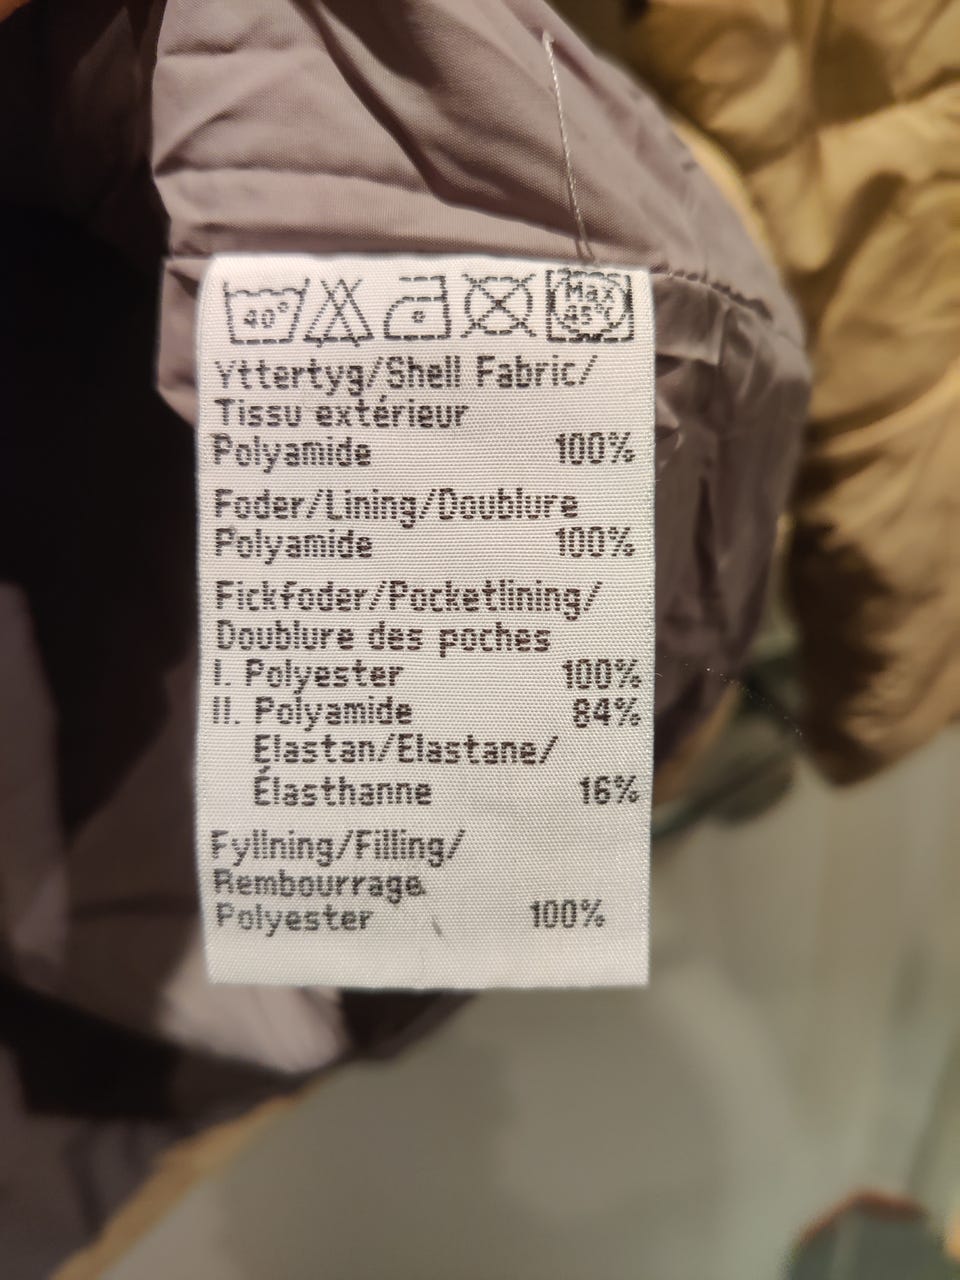 40°
Max
45°
Yttertyg/Shell Fabric/
Tissu extérieur
Polyamide 100%
Foder/Lining/Doublure
Polyamide 100%
Fickfoder/Pocketlining/
Doublure des poches
I. Polyester 100%
II. Polyamide 84%
Elastan/Elastane/
Élasthanne 16%
Fyllning/Filling/
Rembourrage
Polyester 100%